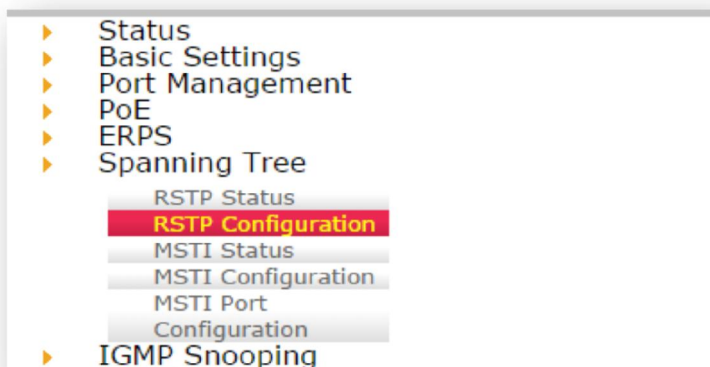 Status
Basic Settings
Port Management
PoE
ERPS
Spanning Tree
RSTP Status
RSTP Configuration
MSTI Status
MSTI Configuration
MSTI Port
Configuration
IGMP Snooping